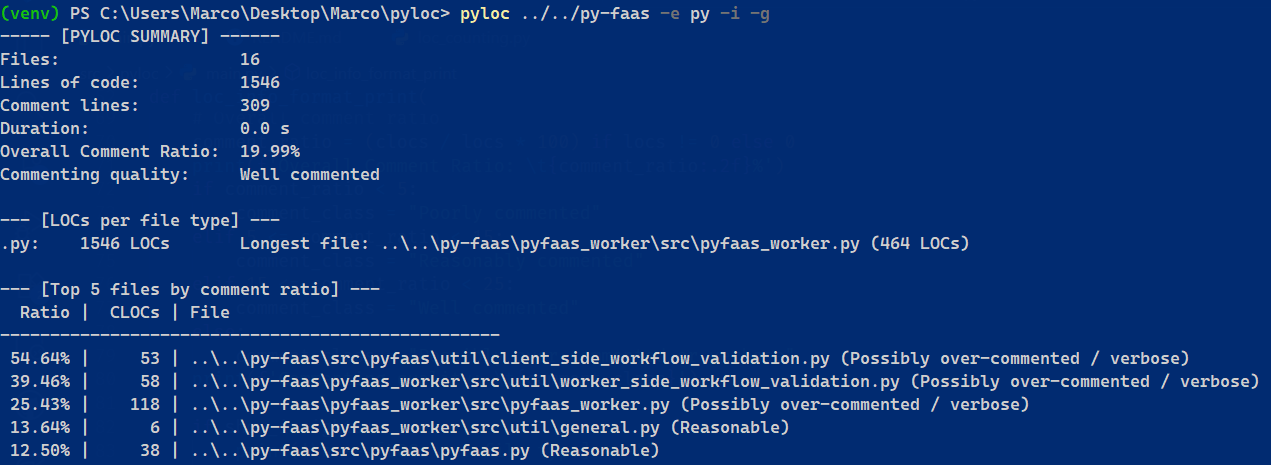 (venv) PS C:\Users\Marco\Desktop\Marco\pyloc> pyloc ../../py-faas -e py -i -g
----- [PYLOC SUMMARY] ------
Files:                  16
Lines of code:          1546
Comment lines:          309
Duration:               0.0 s
Overall Comment Ratio:  19.99%
Commenting quality:     Well commented

--- [LOCs per file type] ---
.py:    1546 LOCs       Longest file: ..\..\py-faas\pyfaas_worker\src\pyfaas_worker.py (464 LOCs)

--- [Top 5 files by comment ratio] ---
  Ratio |  CLOCs | File
--------------------------------------------------
 54.64% |     53 | ..\..\py-faas\src\pyfaas\util\client_side_workflow_validation.py (Possibly over-commented / verbose)
 39.46% |     58 | ..\..\py-faas\pyfaas_worker\src\util\worker_side_workflow_validation.py (Possibly over-commented / verbose)
 25.43% |    118 | ..\..\py-faas\pyfaas_worker\src\pyfaas_worker.py (Possibly over-commented / verbose)
 13.64% |      6 | ..\..\py-faas\pyfaas_worker\src\util\general.py (Reasonable)
 12.50% |     38 | ..\..\py-faas\src\pyfaas\pyfaas.py (Reasonable)